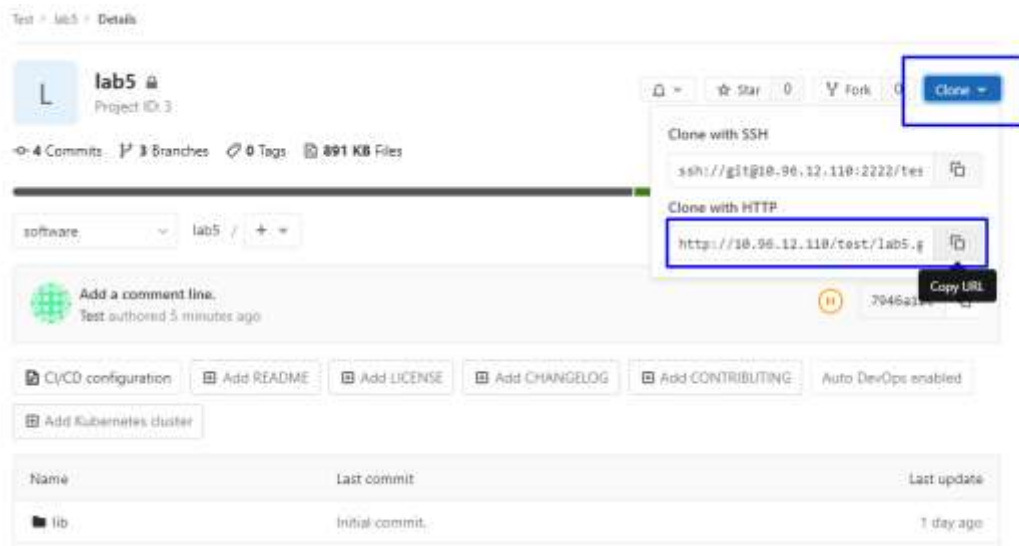 Test > lab5 > Details
L
lab5
Project ID: 3
Star 0
Fork 0
Clone
4 Commits 3 Branches 0 Tags 891 KB Files
Clone with SSH
ssh://git@10.96.12.110:2222/tes
Clone with HTTP
http://10.96.12.110/test/lab5.g
Copy URL
software
lab5 / +
Add a comment line.
Test authored 5 minutes ago
CI/CD configuration
Add README
Add LICENSE
Add CHANGELOG
Add CONTRIBUTING
Auto DevOps enabled
Add Kubernetes cluster
Name Last commit Last update
lib Initial commit. 1 day ago